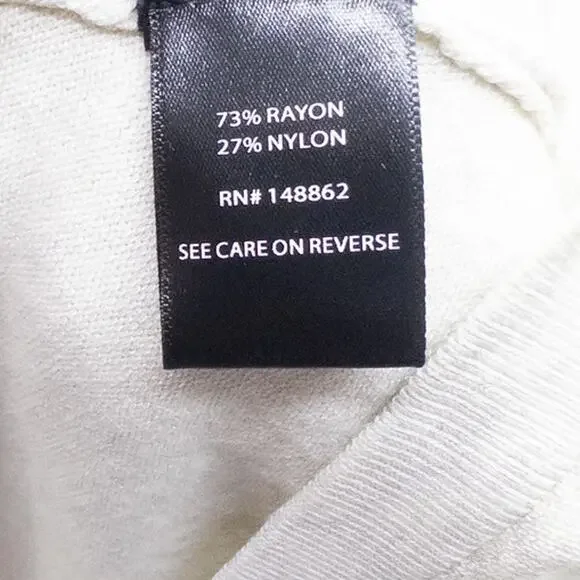 73% RAYON
27% NYLON
RN# 148862
SEE CARE ON REVERSE